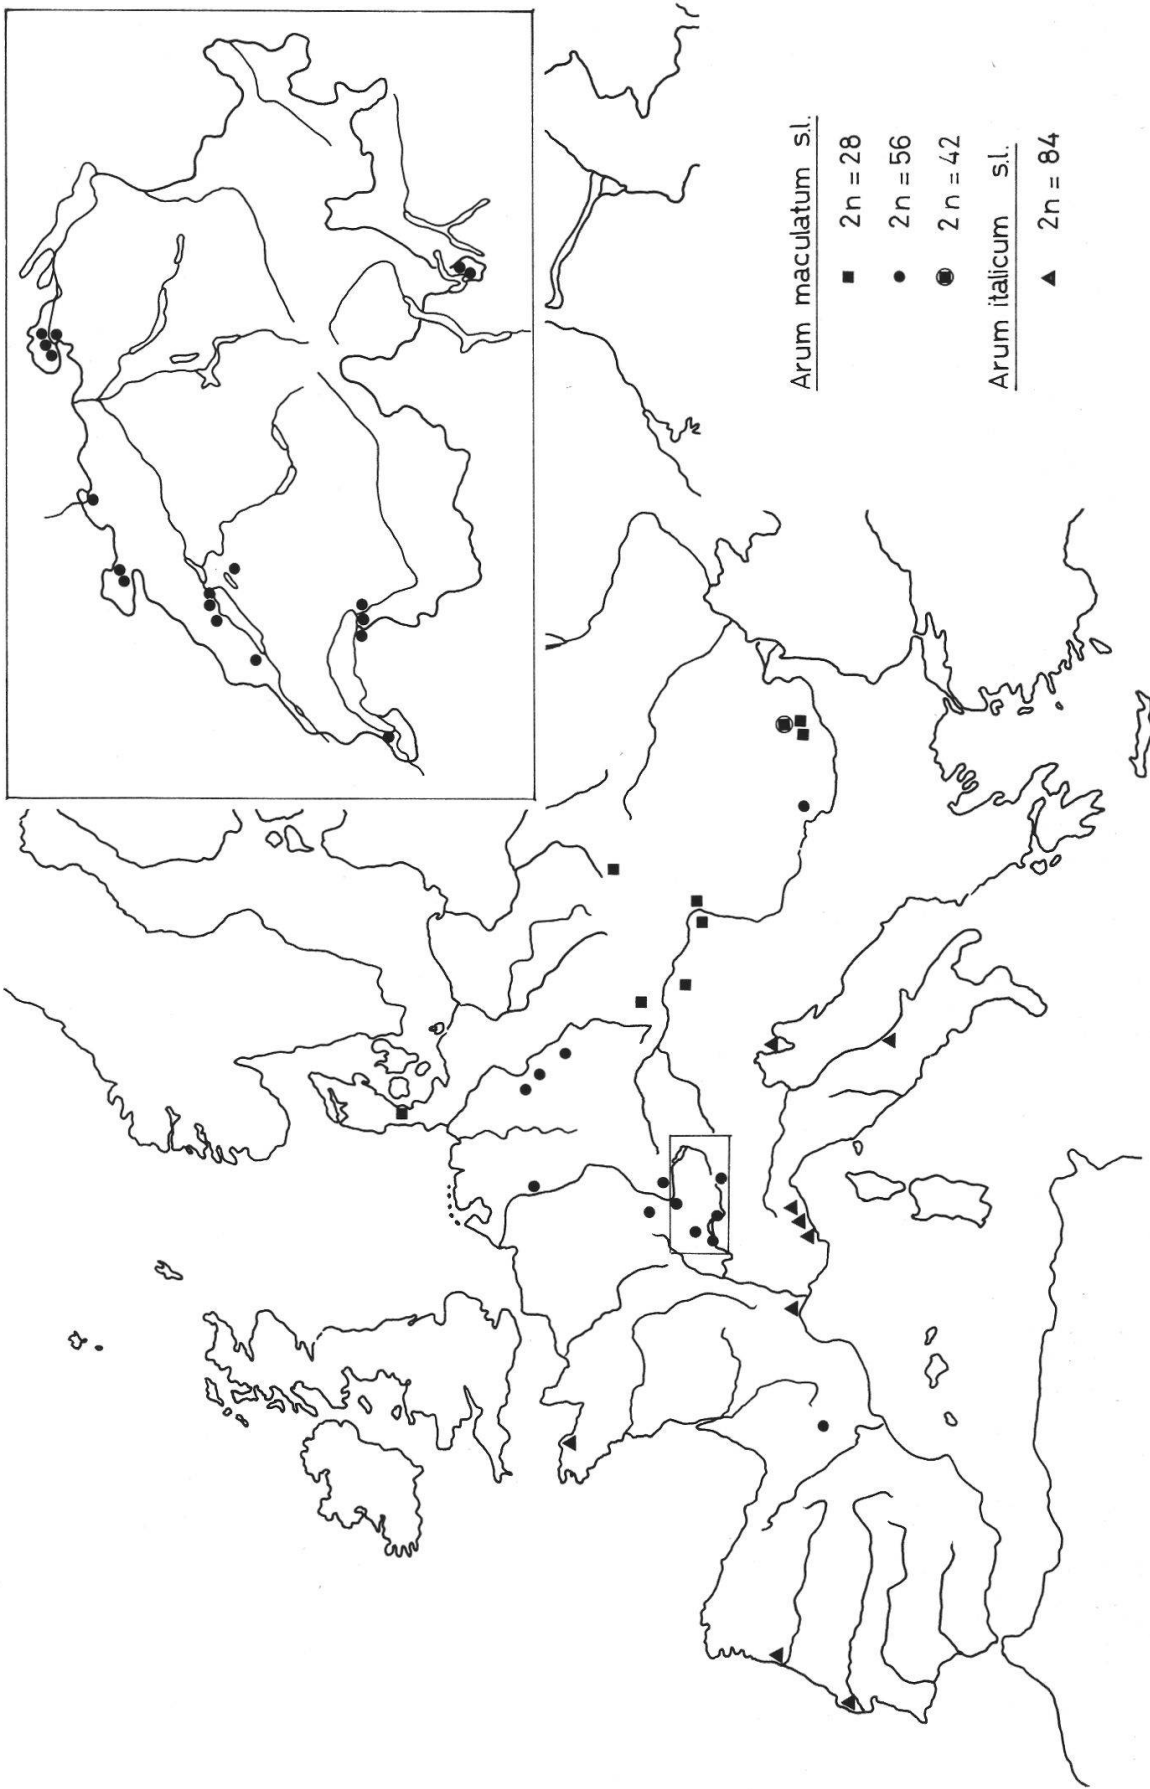 Arum maculatum s.l.
2n = 28
2n = 56
2n = 42
Arum italicum s.l.
2n = 84